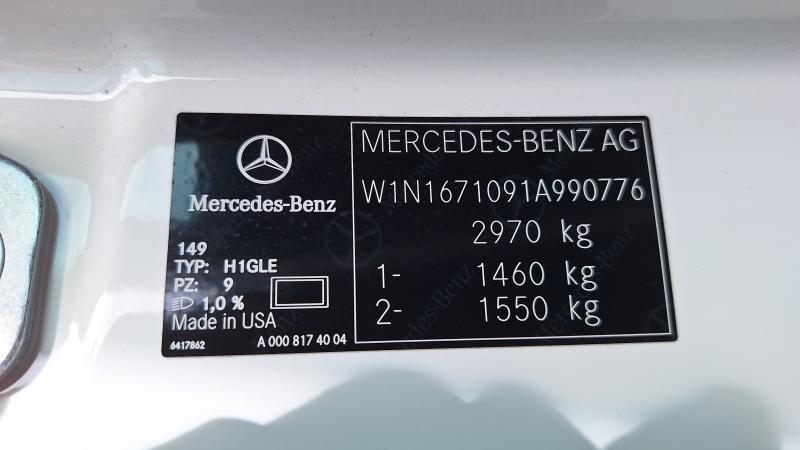 Mercedes-Benz
149
TYP: H1GLE
PZ: 9
1,0 %
Made in USA
6417862
A 000 817 40 04
MERCEDES-BENZ AG
W1N1671091A990776
2970 kg
1- 1460 kg
2- 1550 kg